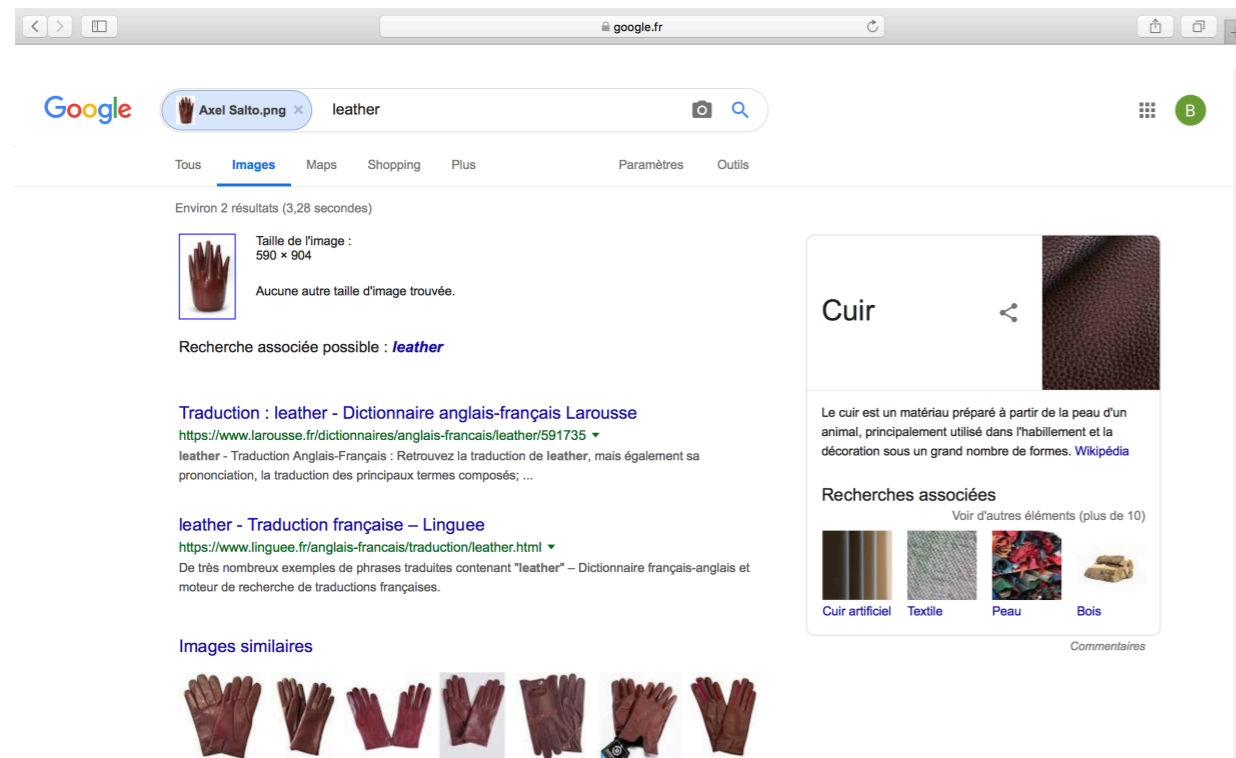 google.fr
Google
Axel Salto.png × leather
B
Tous Images Maps Shopping Plus Paramètres Outils
Environ 2 résultats (3,28 secondes)
Taille de l'image :
590 × 904
Aucune autre taille d'image trouvée.
Recherche associée possible : leather
Traduction : leather - Dictionnaire anglais-français Larousse
https://www.larousse.fr/dictionnaires/anglais-francais/leather/591735
leather - Traduction Anglais-Français : Retrouvez la traduction de leather, mais également sa
prononciation, la traduction des principaux termes composés; ...
leather - Traduction française – Linguee
https://www.linguee.fr/anglais-francais/traduction/leather.html
De très nombreux exemples de phrases traduites contenant "leather" – Dictionnaire français-anglais et
moteur de recherche de traductions françaises.
Images similaires
Cuir
Le cuir est un matériau préparé à partir de la peau d'un
animal, principalement utilisé dans l'habillement et la
décoration sous un grand nombre de formes. Wikipédia
Recherches associées
Voir d'autres éléments (plus de 10)
Cuir artificiel Textile Peau Bois
Commentaires